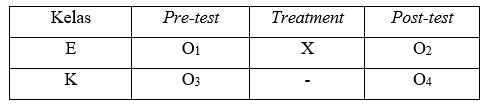 Kelas Pre-test Treatment Post-test
E O1 X O2
K O3 - O4